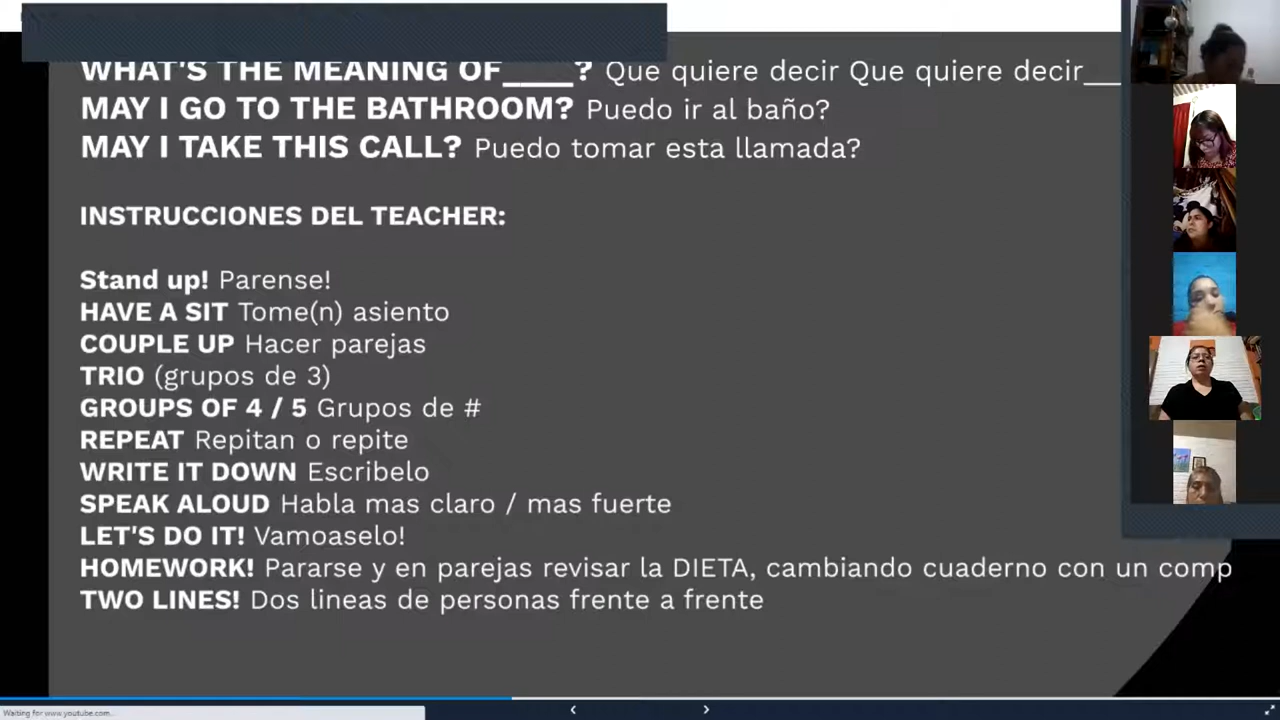 WHAT'S THE MEANING OF____? Que quiere decir Que quiere decir__
MAY I GO TO THE BATHROOM? Puedo ir al baño?
MAY I TAKE THIS CALL? Puedo tomar esta llamada?
INSTRUCCIONES DEL TEACHER:
Stand up! Parense!
HAVE A SIT Tome(n) asiento
COUPLE UP Hacer parejas
TRIO (grupos de 3)
GROUPS OF 4 / 5 Grupos de #
REPEAT Repitan o repite
WRITE IT DOWN Escribelo
SPEAK ALOUD Habla mas claro / mas fuerte
LET'S DO IT! Vamoaselo!
HOMEWORK! Pararse y en parejas revisar la DIETA, cambiando cuaderno con un comp
TWO LINES! Dos lineas de personas frente a frente
Waiting for www.youtube.com...